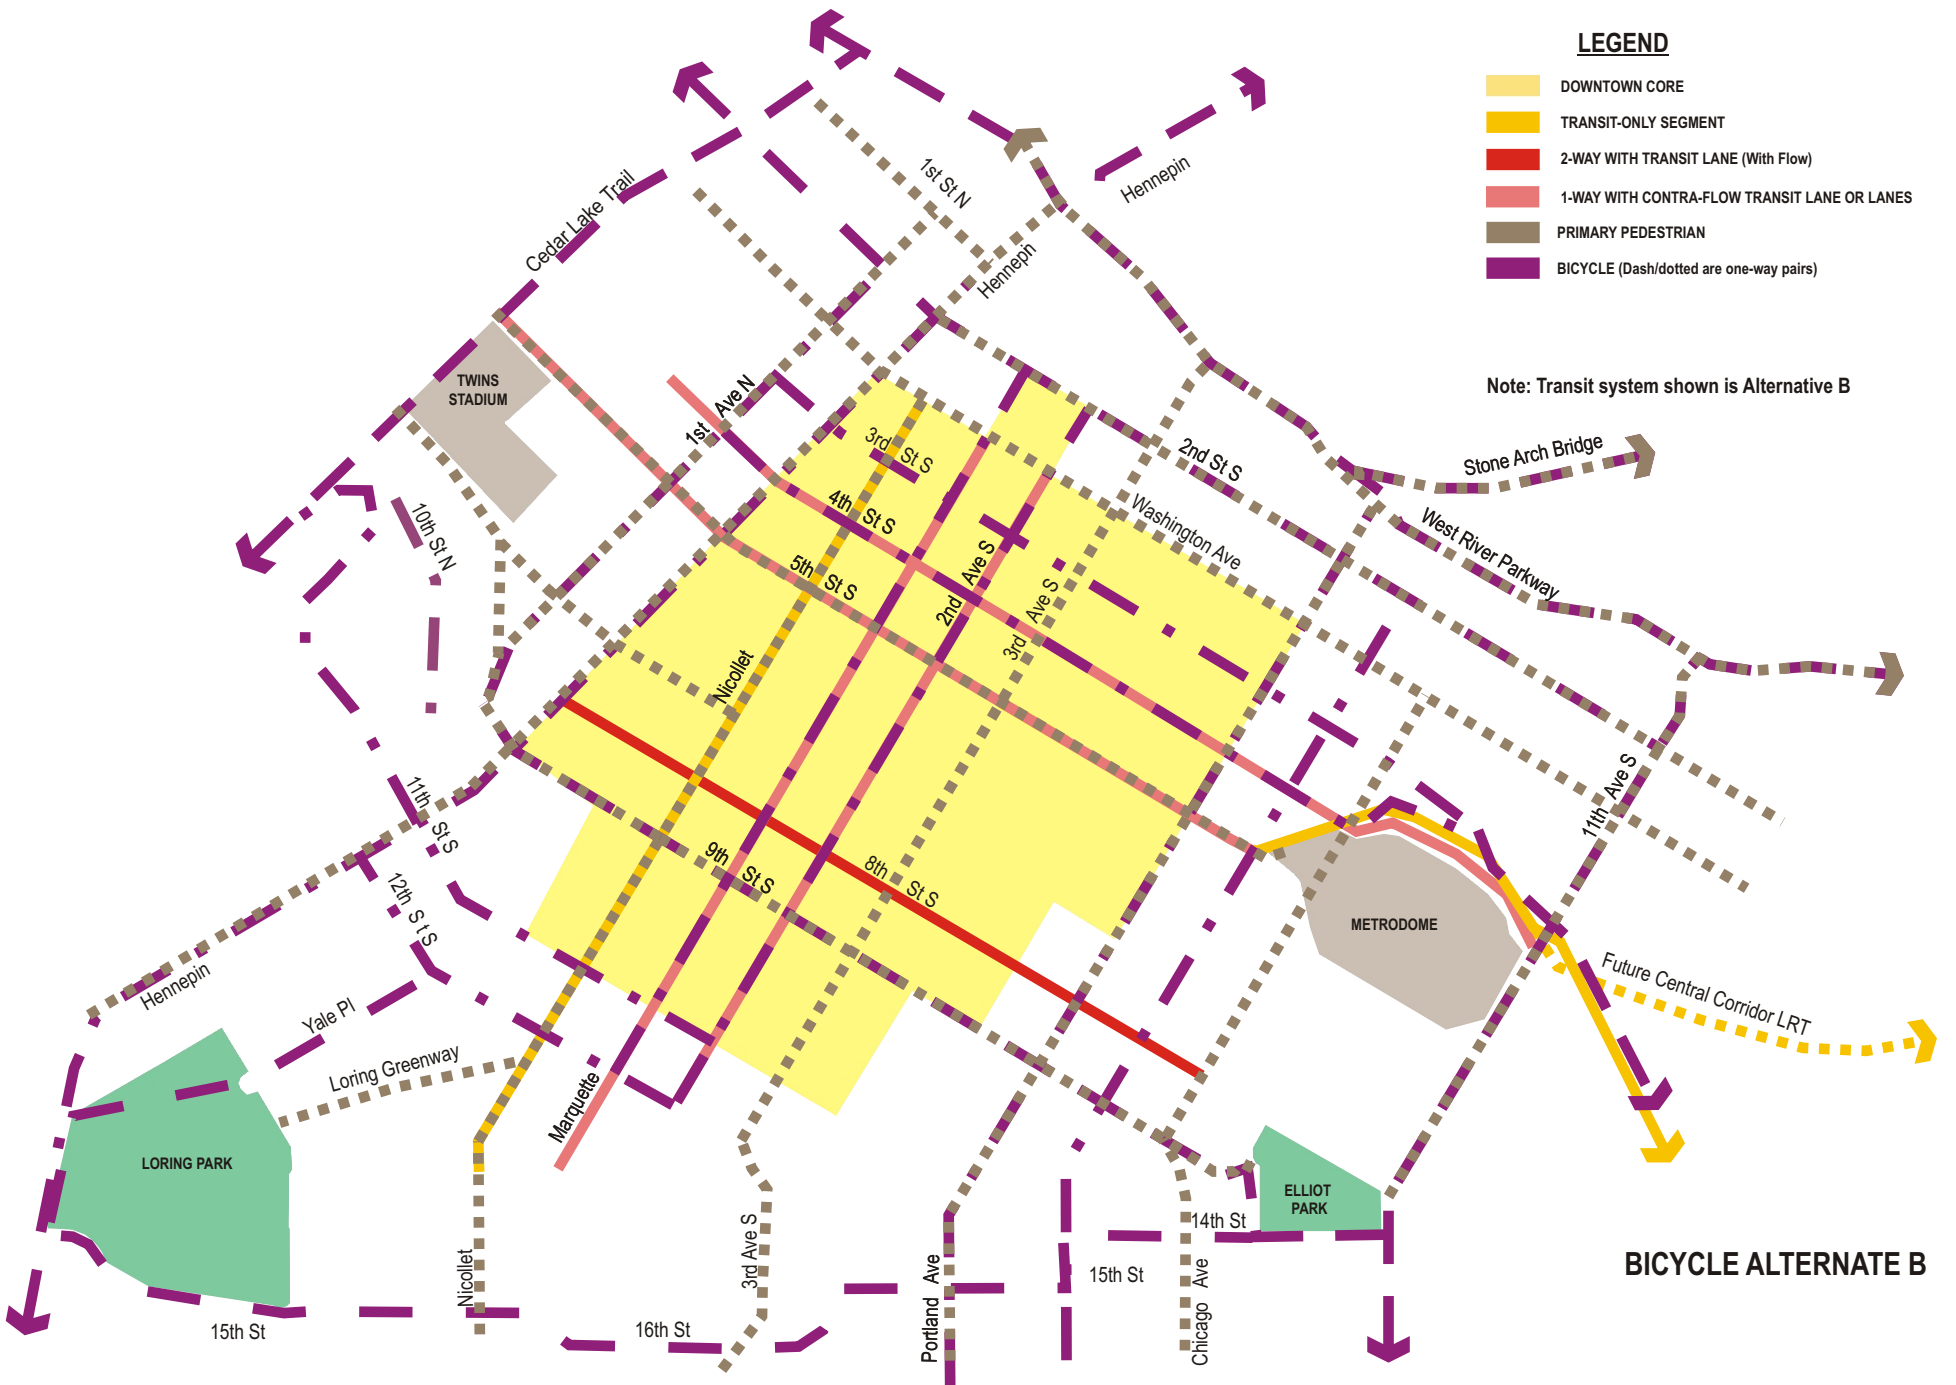 LEGEND
DOWNTOWN CORE
TRANSIT-ONLY SEGMENT
2-WAY WITH TRANSIT LANE (With Flow)
1-WAY WITH CONTRA-FLOW TRANSIT LANE OR LANES
PRIMARY PEDESTRIAN
BICYCLE (Dash/dotted are one-way pairs)
Note: Transit system shown is Alternative B
Cedar Lake Trail
1st St N
Hennepin
Hennepin
TWINS
STADIUM
1st Ave N
3rd St S
2nd St S
Stone Arch Bridge
4th St S
Washington Ave
West River Parkway
10th St N
5th St S
2nd Ave S
3rd Ave S
Nicollet
11th Ave S
11th St S
9th St S
8th St S
12th St S
METRODOME
Hennepin
Yale Pl
Loring Greenway
Future Central Corridor LRT
Marquette
LORING PARK
ELLIOT
PARK
14th St
15th St
3rd Ave S
Nicollet
Portland Ave
Chicago Ave
15th St
16th St
BICYCLE ALTERNATE B